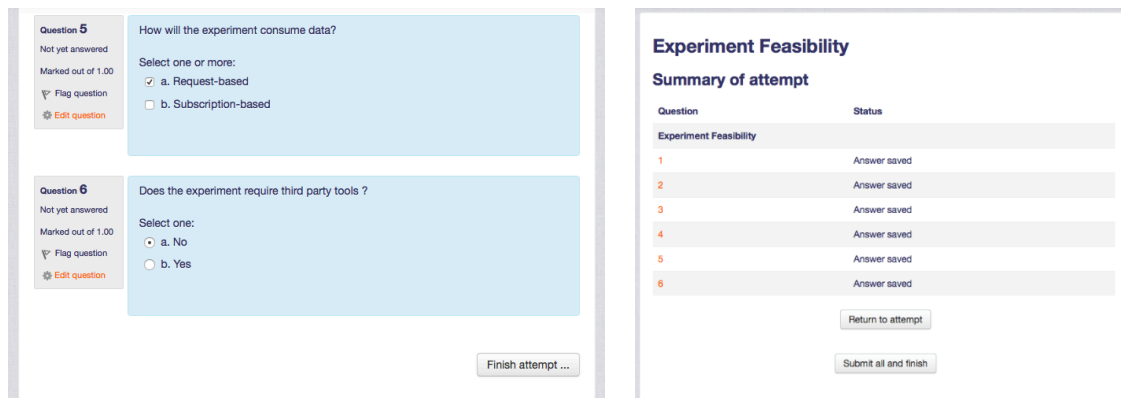 Question 5
Not yet answered
Marked out of 1.00
Flag question
Edit question
How will the experiment consume data?
Select one or more:
a. Request-based
b. Subscription-based
Question 6
Not yet answered
Marked out of 1.00
Flag question
Edit question
Does the experiment require third party tools ?
Select one:
a. No
b. Yes
Finish attempt ...
Experiment Feasibility
Summary of attempt
Question Status
Experiment Feasibility
1 Answer saved
2 Answer saved
3 Answer saved
4 Answer saved
5 Answer saved
6 Answer saved
Return to attempt
Submit all and finish